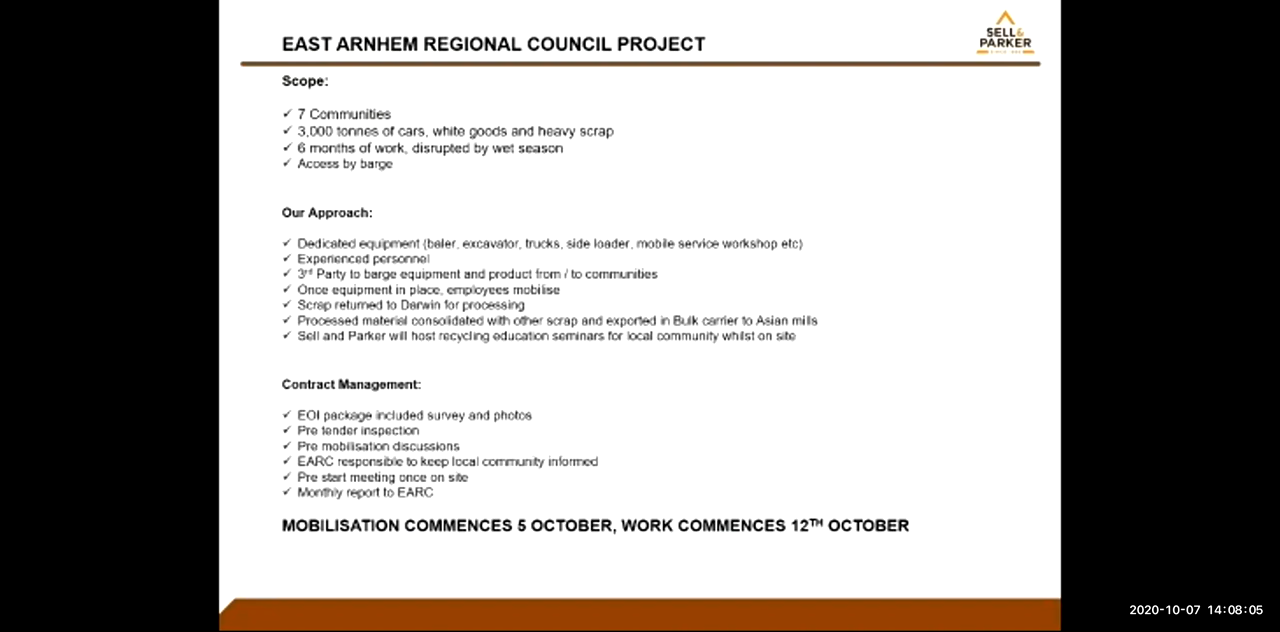 EAST ARNHEM REGIONAL COUNCIL PROJECT
SELL&
PARKER
Scope:
✓ 7 Communities
✓ 3,000 tonnes of cars, white goods and heavy scrap
✓ 6 months of work, disrupted by wet season
✓ Access by barge
Our Approach:
✓ Dedicated equipment (baler, excavator, trucks, side loader, mobile service workshop etc)
✓ Experienced personnel
✓ 3rd Party to barge equipment and product from / to communities
✓ Once equipment in place, employees mobilise
✓ Scrap returned to Darwin for processing
✓ Processed material consolidated with other scrap and exported in Bulk carrier to Asian mills
✓ Sell and Parker will host recycling education seminars for local community whilst on site
Contract Management:
✓ EOI package included survey and photos
✓ Pre tender inspection
✓ Pre mobilisation discussions
✓ EARC responsible to keep local community informed
✓ Pre start meeting once on site
✓ Monthly report to EARC
MOBILISATION COMMENCES 5 OCTOBER, WORK COMMENCES 12TH OCTOBER
2020-10-07 14:08:05